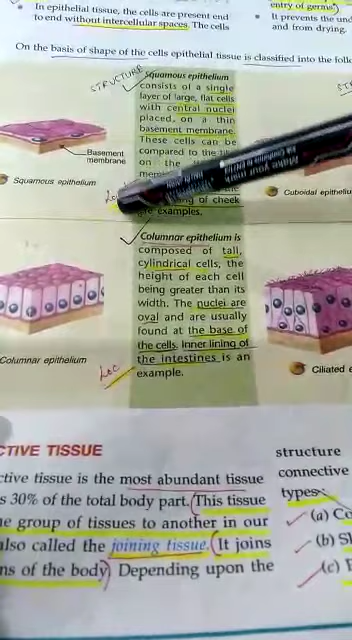 In epithelial tissue, the cells are present end
to end without intercellular spaces. The cells
entry of germs)
It prevents the
and from drying.
On the basis of shape of the cells epithelial tissue is classified into the
STRUCTURE
Squamous epithelium
consists of a single
layer of large, flat cells
with central nuclei
placed, on a thin
basement membrane.
These cells can be
compared to the
on the
of cheek
are examples.
Basement
membrane
Squamous epithelium
Cuboidal
Columnar epithelium is
composed of tall,
cylindrical cells, the
height of each cell
being greater than its
width. The nuclei are
oval and are usually
found at the base of
the cells. Inner lining of
the intestines is an
example.
Loc
Columnar epithelium
Ciliated
CTIVE TISSUE
ctive tissue is the most abundant tissue
s 30% of the total body part. This tissue
group of tissues to another in our
also called the joining tissue. It joins
ns of the body) Depending upon the
structure
connective
types:
(a)
(b)
(c)